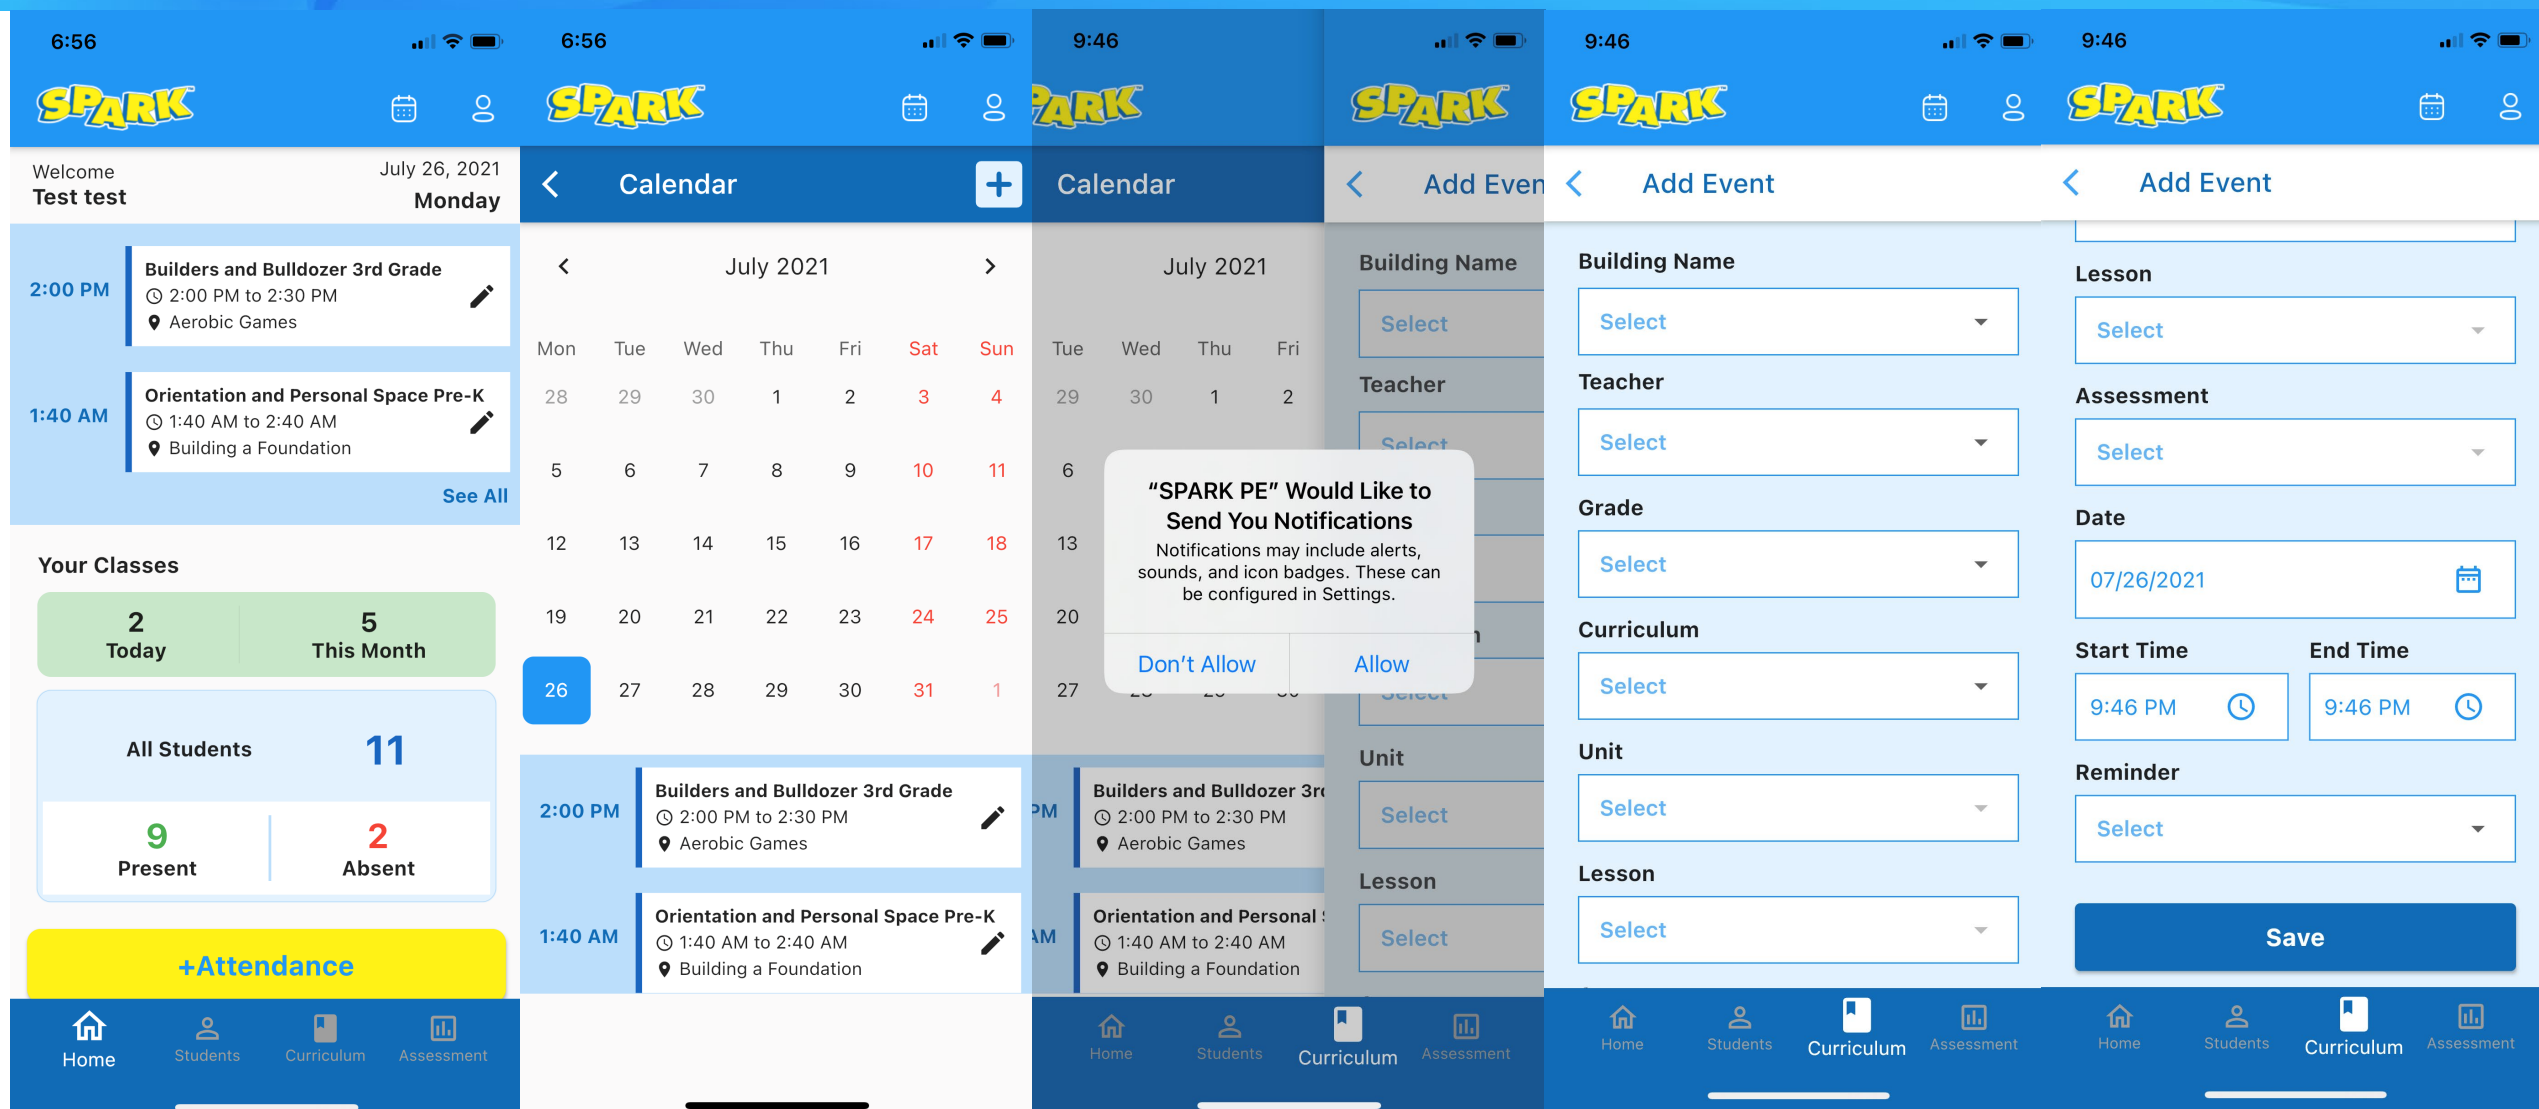 6:56
SPARK
Welcome
Test test
July 26, 2021
Monday
2:00 PM
Builders and Bulldozer 3rd Grade
2:00 PM to 2:30 PM
Aerobic Games
1:40 AM
Orientation and Personal Space Pre-K
1:40 AM to 2:40 AM
Building a Foundation
See All
Your Classes
2
Today
5
This Month
All Students
11
9
Present
2
Absent
+Attendance
Home
Students
Curriculum
Assessment
6:56
SPARK
Calendar
July 2021
Mon Tue Wed Thu Fri Sat Sun
28 29 30 1 2 3 4
5 6 7 8 9 10 11
12 13 14 15 16 17 18
19 20 21 22 23 24 25
26 27 28 29 30 31 1
2:00 PM
Builders and Bulldozer 3rd Grade
2:00 PM to 2:30 PM
Aerobic Games
1:40 AM
Orientation and Personal Space Pre-K
1:40 AM to 2:40 AM
Building a Foundation
9:46
PARK
Calendar
July 2021
Tue Wed Thu Fri
29 30 1 2
6
13
20
27
PM
Builders and Bulldozer 3r
2:00 PM to 2:30 PM
Aerobic Games
AM
Orientation and Personal
1:40 AM to 2:40 AM
Building a Foundation
SPARK
Add Even
Building Name
Select
Teacher
Select
Select
Unit
Select
Lesson
Select
“SPARK PE” Would Like to
Send You Notifications
Notifications may include alerts,
sounds, and icon badges. These can
be configured in Settings.
Don’t Allow
Allow
Home
Students
Curriculum
Assessment
9:46
SPARK
Add Event
Building Name
Select
Teacher
Select
Grade
Select
Curriculum
Select
Unit
Select
Lesson
Select
Home
Students
Curriculum
Assessment
9:46
SPARK
Add Event
Lesson
Select
Assessment
Select
Date
07/26/2021
Start Time
End Time
9:46 PM
9:46 PM
Reminder
Select
Save
Home
Students
Curriculum
Assessment